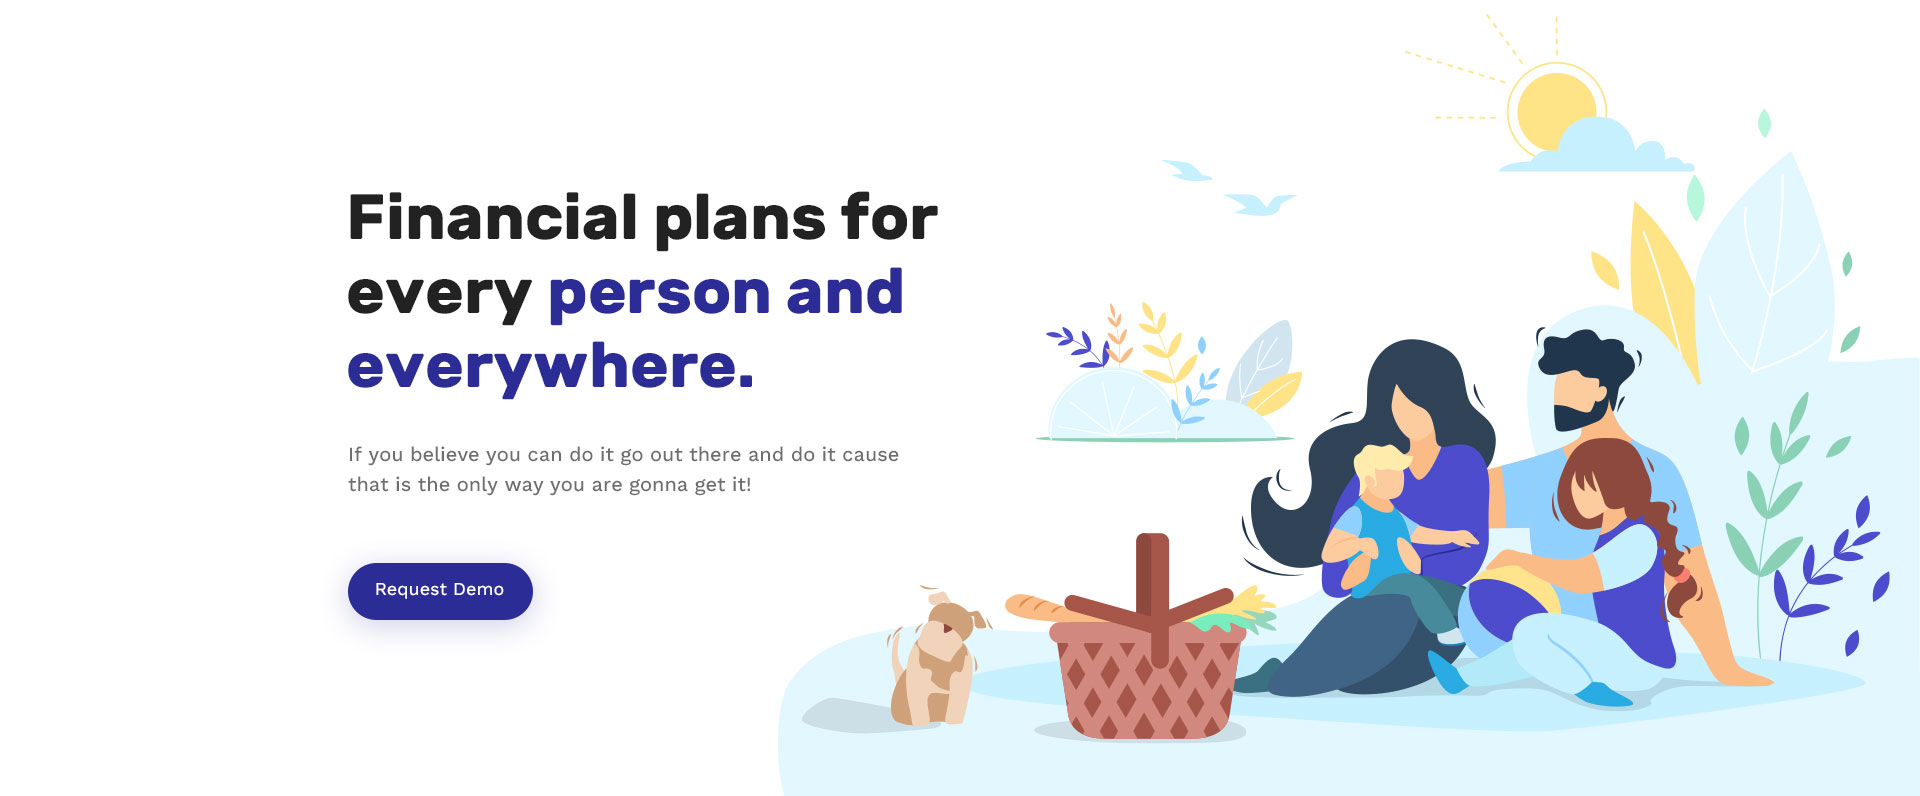 Financial plans for
every person and
everywhere.
If you believe you can do it go out there and do it cause
that is the only way you are gonna get it!
Request Demo